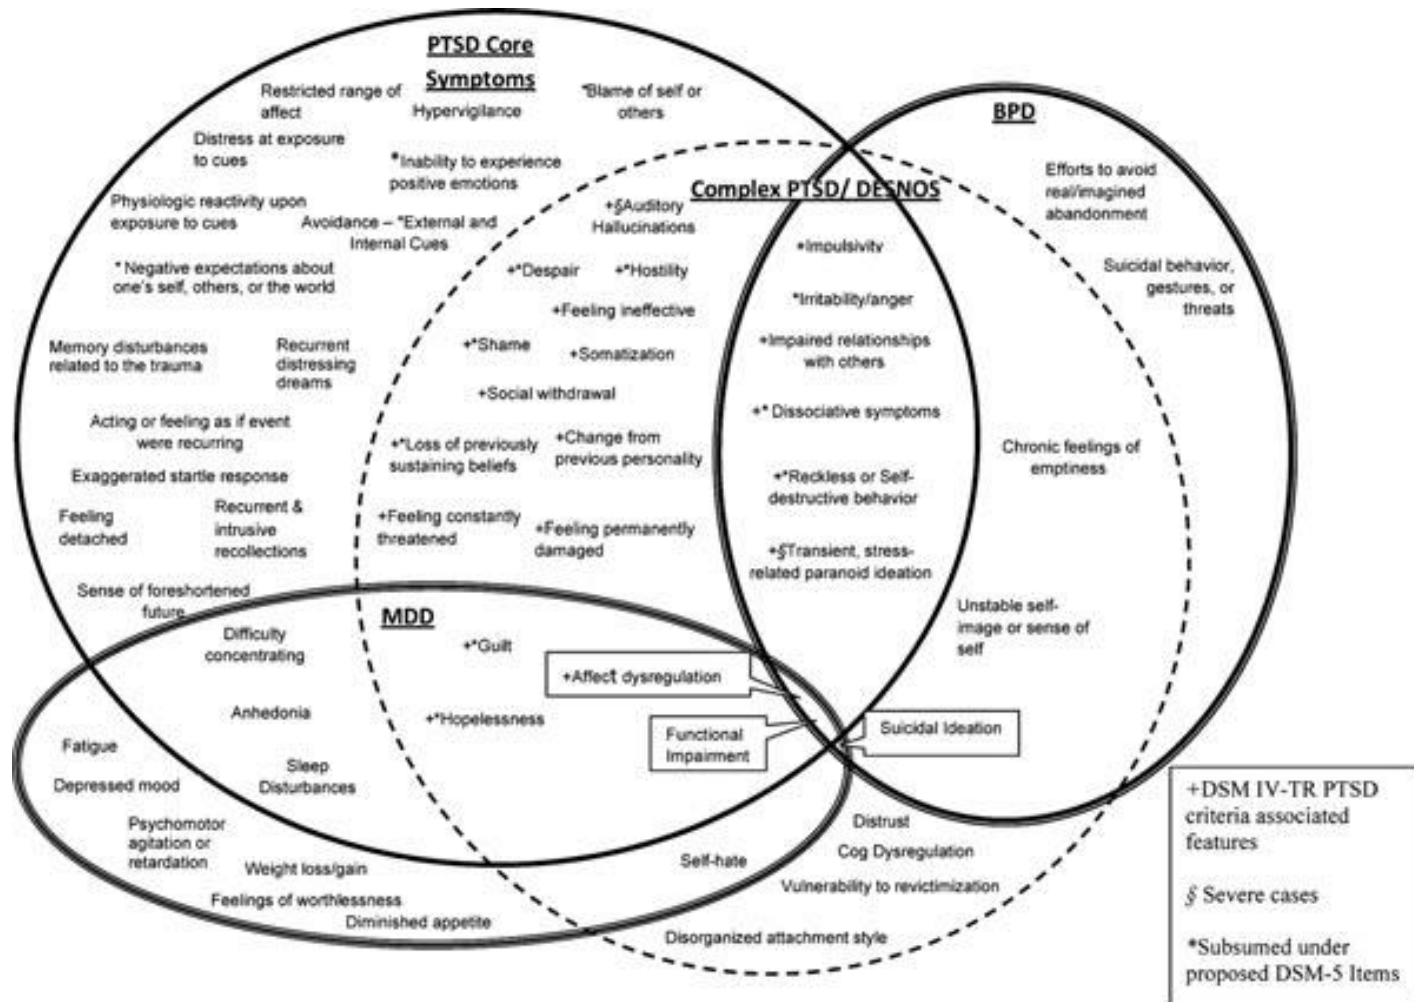 PTSD Core
Symptoms
Restricted range of
affect
Hypervigilance
*Blame of self or
others
BPD
Distress at exposure
to cues
*Inability to experience
positive emotions
Complex PTSD/ DESNOS
Efforts to avoid
real/imagined
abandonment
Physiologic reactivity upon
exposure to cues
Avoidance – *External and
Internal Cues
+§Auditory
Hallucinations
+Impulsivity
*Negative expectations about
one's self, others, or the world
+*Despair
+*Hostility
Suicidal behavior,
gestures, or
threats
*Irritability/anger
+Feeling ineffective
Memory disturbances
related to the trauma
Recurrent
distressing
dreams
+*Shame
+Somatization
+Impaired relationships
with others
+Social withdrawal
Acting or feeling as if event
were recurring
+* Dissociative symptoms
+*Loss of previously
sustaining beliefs
+Change from
previous personality
Chronic feelings of
emptiness
Exaggerated startle response
+*Reckless or Self-
destructive behavior
Feeling
detached
Recurrent &
intrusive
recollections
+Feeling constantly
threatened
+Feeling permanently
damaged
+§Transient, stress-
related paranoid ideation
Sense of foreshortened
future
MDD
Unstable self-
image or sense of
self
Difficulty
concentrating
+*Guilt
+Affect dysregulation
Anhedonia
+*Hopelessness
Functional
Impairment
Suicidal Ideation
Fatigue
Depressed mood
Sleep
Disturbances
Psychomotor
agitation or
retardation
Weight loss/gain
Self-hate
Distrust
Cog Dysregulation
Vulnerability to revictimization
Feelings of worthlessness
Diminished appetite
Disorganized attachment style
+DSM IV-TR PTSD
criteria associated
features
§ Severe cases
*Subsumed under
proposed DSM-5 Items